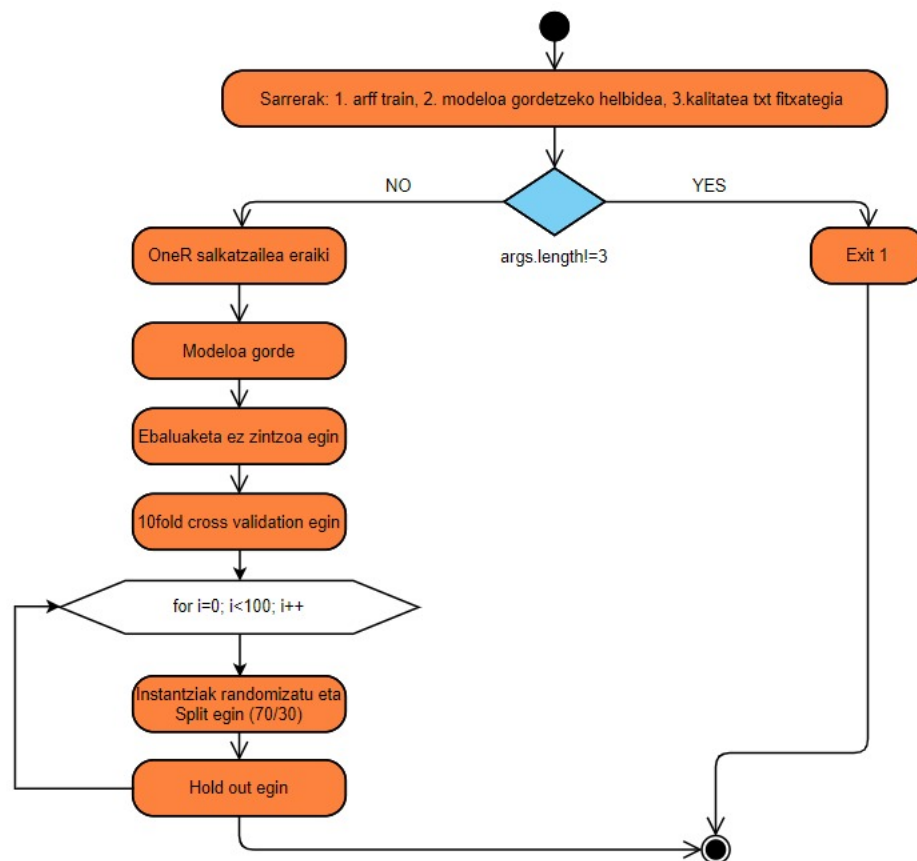 Sarrerak: 1. arff train, 2. modeloa gordetzeko helbidea, 3.kalitatea txt fitxategia
NO
YES
args.length!=3
OneR salkatzailea eraiki
Exit 1
Modeloa gorde
Ebaluaketa ez zintzoa egin
10fold cross validation egin
for i=0; i<100; i++
Instantziak randomizatu eta
Split egin (70/30)
Hold out egin